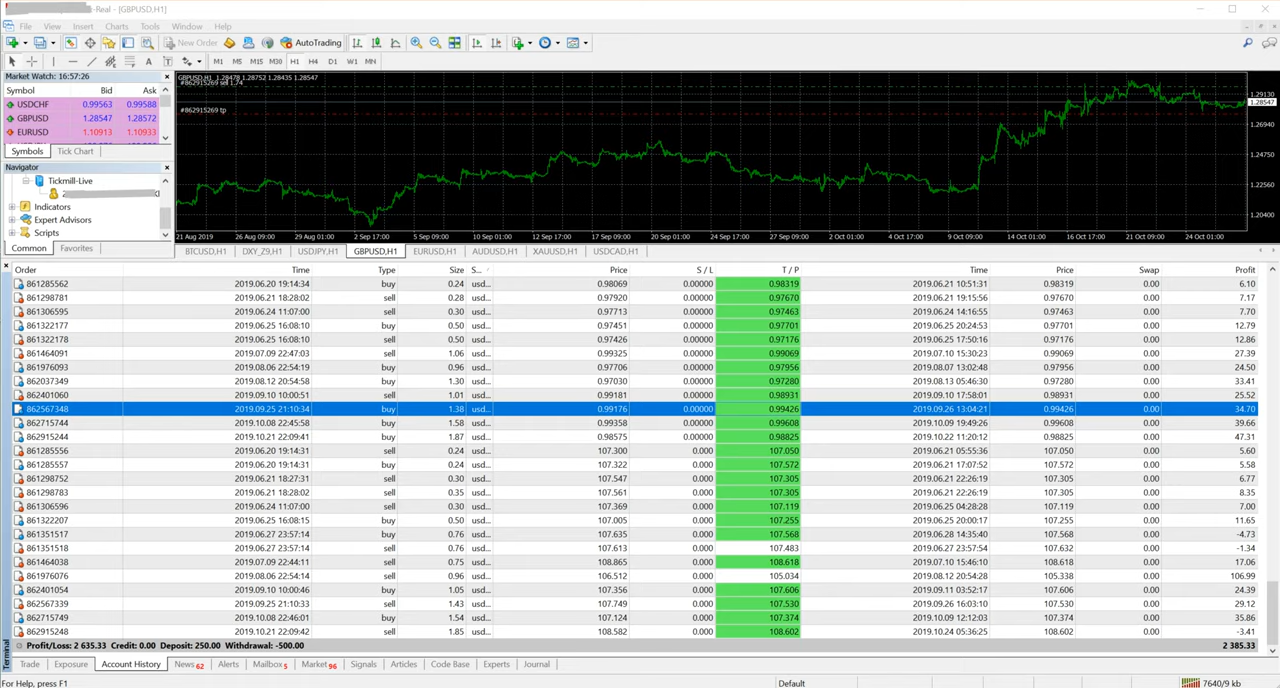 -Real - [GBPUSD,H1]
File View Insert Charts Tools Window Help
New Order AutoTrading
M1 M5 M15 M30 H1 H4 D1 W1 MN
Market Watch: 16:57:26
Symbol Bid Ask
USDCHF 0.99563 0.99588
GBPUSD 1.28547 1.28572
EURUSD 1.10913 1.10933
Symbols Tick Chart
Navigator
Tickmill-Live
Indicators
Expert Advisors
Scripts
Common Favorites
GBPUSD,H1 1.28478 1.28752 1.28435 1.28547
#862915269 sell 1.74
#862915269 tp
1.29130
1.28547
1.26940
1.24750
1.22560
1.20400
21 Aug 2019 26 Aug 09:00 29 Aug 01:00 2 Sep 17:00 5 Sep 09:00 10 Sep 01:00 12 Sep 17:00 17 Sep 09:00 20 Sep 01:00 24 Sep 17:00 27 Sep 09:00 2 Oct 01:00 4 Oct 17:00 9 Oct 09:00 14 Oct 01:00 16 Oct 17:00 21 Oct 09:00 24 Oct 01:00
BTCUSD,H1 DXY_Z9,H1 USDJPY,H1 GBPUSD,H1 EURUSD,H1 AUDUSD,H1 XAUUSD,H1 USDCAD,H1
Order Time Type Size S... Price S / L T / P Time Price Swap Profit
861285562 2019.06.20 19:14:34 buy 0.24 usd... 0.98069 0.00000 0.98319 2019.06.21 10:51:31 0.98319 0.00 6.10
861298781 2019.06.21 18:28:02 sell 0.28 usd... 0.97920 0.00000 0.97670 2019.06.21 19:15:56 0.97670 0.00 7.17
861306595 2019.06.24 11:07:00 sell 0.30 usd... 0.97713 0.00000 0.97463 2019.06.24 14:16:55 0.97463 0.00 7.70
861322177 2019.06.25 16:08:10 buy 0.50 usd... 0.97451 0.00000 0.97701 2019.06.25 20:24:53 0.97701 0.00 12.79
861322178 2019.06.25 16:08:10 sell 0.50 usd... 0.97426 0.00000 0.97176 2019.06.25 17:50:16 0.97176 0.00 12.86
861464091 2019.07.09 22:47:03 sell 1.06 usd... 0.99325 0.00000 0.99069 2019.07.10 15:30:23 0.99069 0.00 27.39
861976093 2019.08.06 22:54:19 buy 0.96 usd... 0.97706 0.00000 0.97956 2019.08.07 13:02:48 0.97956 0.00 24.50
862037349 2019.08.12 20:54:58 buy 1.30 usd... 0.97030 0.00000 0.97280 2019.08.13 05:46:30 0.97280 0.00 33.41
862401060 2019.09.10 10:00:51 sell 1.01 usd... 0.99181 0.00000 0.98931 2019.09.10 17:58:01 0.98931 0.00 25.52
862567348 2019.09.25 21:10:34 buy 1.38 usd... 0.99176 0.00000 0.99426 2019.09.26 13:04:21 0.99426 0.00 34.70
862715744 2019.10.08 22:45:58 buy 1.58 usd... 0.99358 0.00000 0.99608 2019.10.09 19:49:26 0.99608 0.00 39.66
862915244 2019.10.21 22:09:41 buy 1.87 usd... 0.98575 0.00000 0.98825 2019.10.22 11:20:12 0.98825 0.00 47.31
861285556 2019.06.20 19:14:31 sell 0.24 usd... 107.300 0.000 107.050 2019.06.21 05:55:36 107.050 0.00 5.60
861285557 2019.06.20 19:14:31 buy 0.24 usd... 107.322 0.000 107.572 2019.06.21 17:07:52 107.572 0.00 5.58
861298752 2019.06.21 18:27:31 sell 0.30 usd... 107.547 0.000 107.305 2019.06.21 22:26:19 107.305 0.00 6.77
861298783 2019.06.21 18:28:02 sell 0.35 usd... 107.561 0.000 107.305 2019.06.21 22:26:19 107.305 0.00 8.35
861306596 2019.06.24 11:07:00 sell 0.30 usd... 107.369 0.000 107.119 2019.06.25 04:28:28 107.119 0.00 7.00
861322207 2019.06.25 16:08:15 buy 0.50 usd... 107.005 0.000 107.255 2019.06.25 20:00:17 107.255 0.00 11.65
861351517 2019.06.27 23:57:14 buy 0.76 usd... 107.635 0.000 107.568 2019.06.28 14:35:40 107.568 0.00 -4.73
861351518 2019.06.27 23:57:14 sell 0.76 usd... 107.613 0.000 107.483 2019.06.27 23:57:54 107.632 0.00 -1.34
861464038 2019.07.09 22:44:11 sell 0.75 usd... 108.865 0.000 108.618 2019.07.10 15:46:10 108.618 0.00 17.06
861976076 2019.08.06 22:54:14 sell 0.96 usd... 106.512 0.000 105.034 2019.08.12 20:54:28 105.338 0.00 106.99
862401054 2019.09.10 10:00:46 buy 1.05 usd... 107.356 0.000 107.606 2019.09.11 03:52:17 107.606 0.00 24.39
862567339 2019.09.25 21:10:33 sell 1.43 usd... 107.749 0.000 107.530 2019.09.26 16:03:10 107.530 0.00 29.12
862715749 2019.10.08 22:46:01 buy 1.54 usd... 107.124 0.000 107.374 2019.10.09 12:12:03 107.374 0.00 35.86
862915248 2019.10.21 22:09:42 sell 1.85 usd... 108.582 0.000 108.602 2019.10.24 05:36:25 108.602 0.00 -3.41
Profit/Loss: 2 635.33 Credit: 0.00 Deposit: 250.00 Withdrawal: -500.00 2 385.33
Terminal
Trade Exposure Account History News 62 Alerts Mailbox 5 Market 96 Signals Articles Code Base Experts Journal
For Help, press F1 Default 7640/9 kb